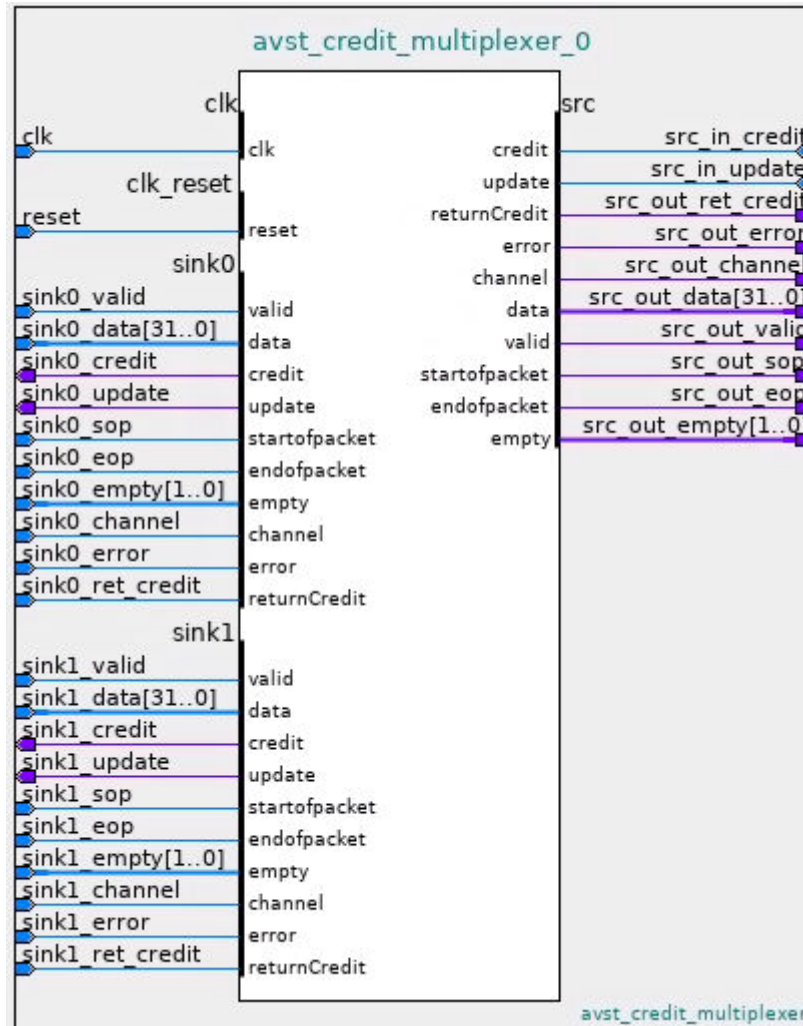 avst_credit_multiplexer_0
clk
src
clk
clk
credit
src_in_credit
clk_reset
update
src_in_update
reset
reset
returnCredit
src_out_ret_credit
error
src_out_error
sink0
channel
src_out_channel
sink0_valid
valid
data
src_out_data[31..0]
sink0_data[31..0]
data
valid
src_out_valid
sink0_credit
credit
startofpacket
src_out_sop
sink0_update
update
endofpacket
src_out_eop
sink0_sop
startofpacket
empty
src_out_empty[1..0]
sink0_eop
endofpacket
sink0_empty[1..0]
empty
sink0_channel
channel
sink0_error
error
sink0_ret_credit
returnCredit
sink1
sink1_valid
valid
sink1_data[31..0]
data
sink1_credit
credit
sink1_update
update
sink1_sop
startofpacket
sink1_eop
endofpacket
sink1_empty[1..0]
empty
sink1_channel
channel
sink1_error
error
sink1_ret_credit
returnCredit
avst_credit_multiplexer